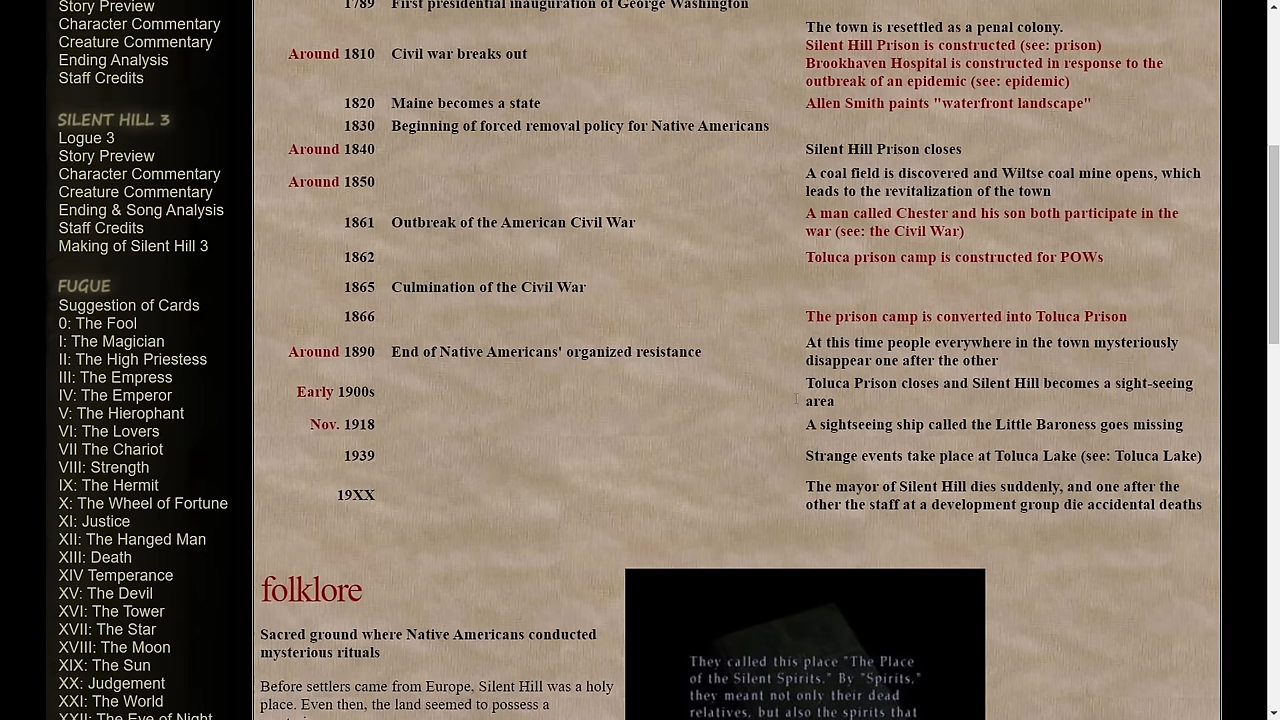 Story Preview
Character Commentary
Creature Commentary
Ending Analysis
Staff Credits
SILENT HILL 3
Logue 3
Story Preview
Character Commentary
Creature Commentary
Ending & Song Analysis
Staff Credits
Making of Silent Hill 3
FUGUE
Suggestion of Cards
0: The Fool
I: The Magician
II: The High Priestess
III: The Empress
IV: The Emperor
V: The Hierophant
VI: The Lovers
VII The Chariot
VIII: Strength
IX: The Hermit
X: The Wheel of Fortune
XI: Justice
XII: The Hanged Man
XIII: Death
XIV Temperance
XV: The Devil
XVI: The Tower
XVII: The Star
XVIII: The Moon
XIX: The Sun
XX: Judgement
XXI: The World
XXII: The Eye of Night
1789 First presidential inauguration of George Washington
The town is resettled as a penal colony.
Around 1810 Civil war breaks out
Silent Hill Prison is constructed (see: prison)
Brookhaven Hospital is constructed in response to the
outbreak of an epidemic (see: epidemic)
1820 Maine becomes a state
Allen Smith paints "waterfront landscape"
1830 Beginning of forced removal policy for Native Americans
Around 1840
Silent Hill Prison closes
Around 1850
A coal field is discovered and Wiltse coal mine opens, which
leads to the revitalization of the town
1861 Outbreak of the American Civil War
A man called Chester and his son both participate in the
war (see: the Civil War)
1862
Toluca prison camp is constructed for POWs
1865 Culmination of the Civil War
1866
The prison camp is converted into Toluca Prison
Around 1890 End of Native Americans' organized resistance
At this time people everywhere in the town mysteriously
disappear one after the other
Early 1900s
Toluca Prison closes and Silent Hill becomes a sight-seeing
area
Nov. 1918
A sightseeing ship called the Little Baroness goes missing
1939
Strange events take place at Toluca Lake (see: Toluca Lake)
19XX
The mayor of Silent Hill dies suddenly, and one after the
other the staff at a development group die accidental deaths
folklore
Sacred ground where Native Americans conducted
mysterious rituals
Before settlers came from Europe, Silent Hill was a holy
place. Even then, the land seemed to possess a
They called this place "The Place
of the Silent Spirits." By "Spirits,"
they meant not only their dead
relatives, but also the spirits that